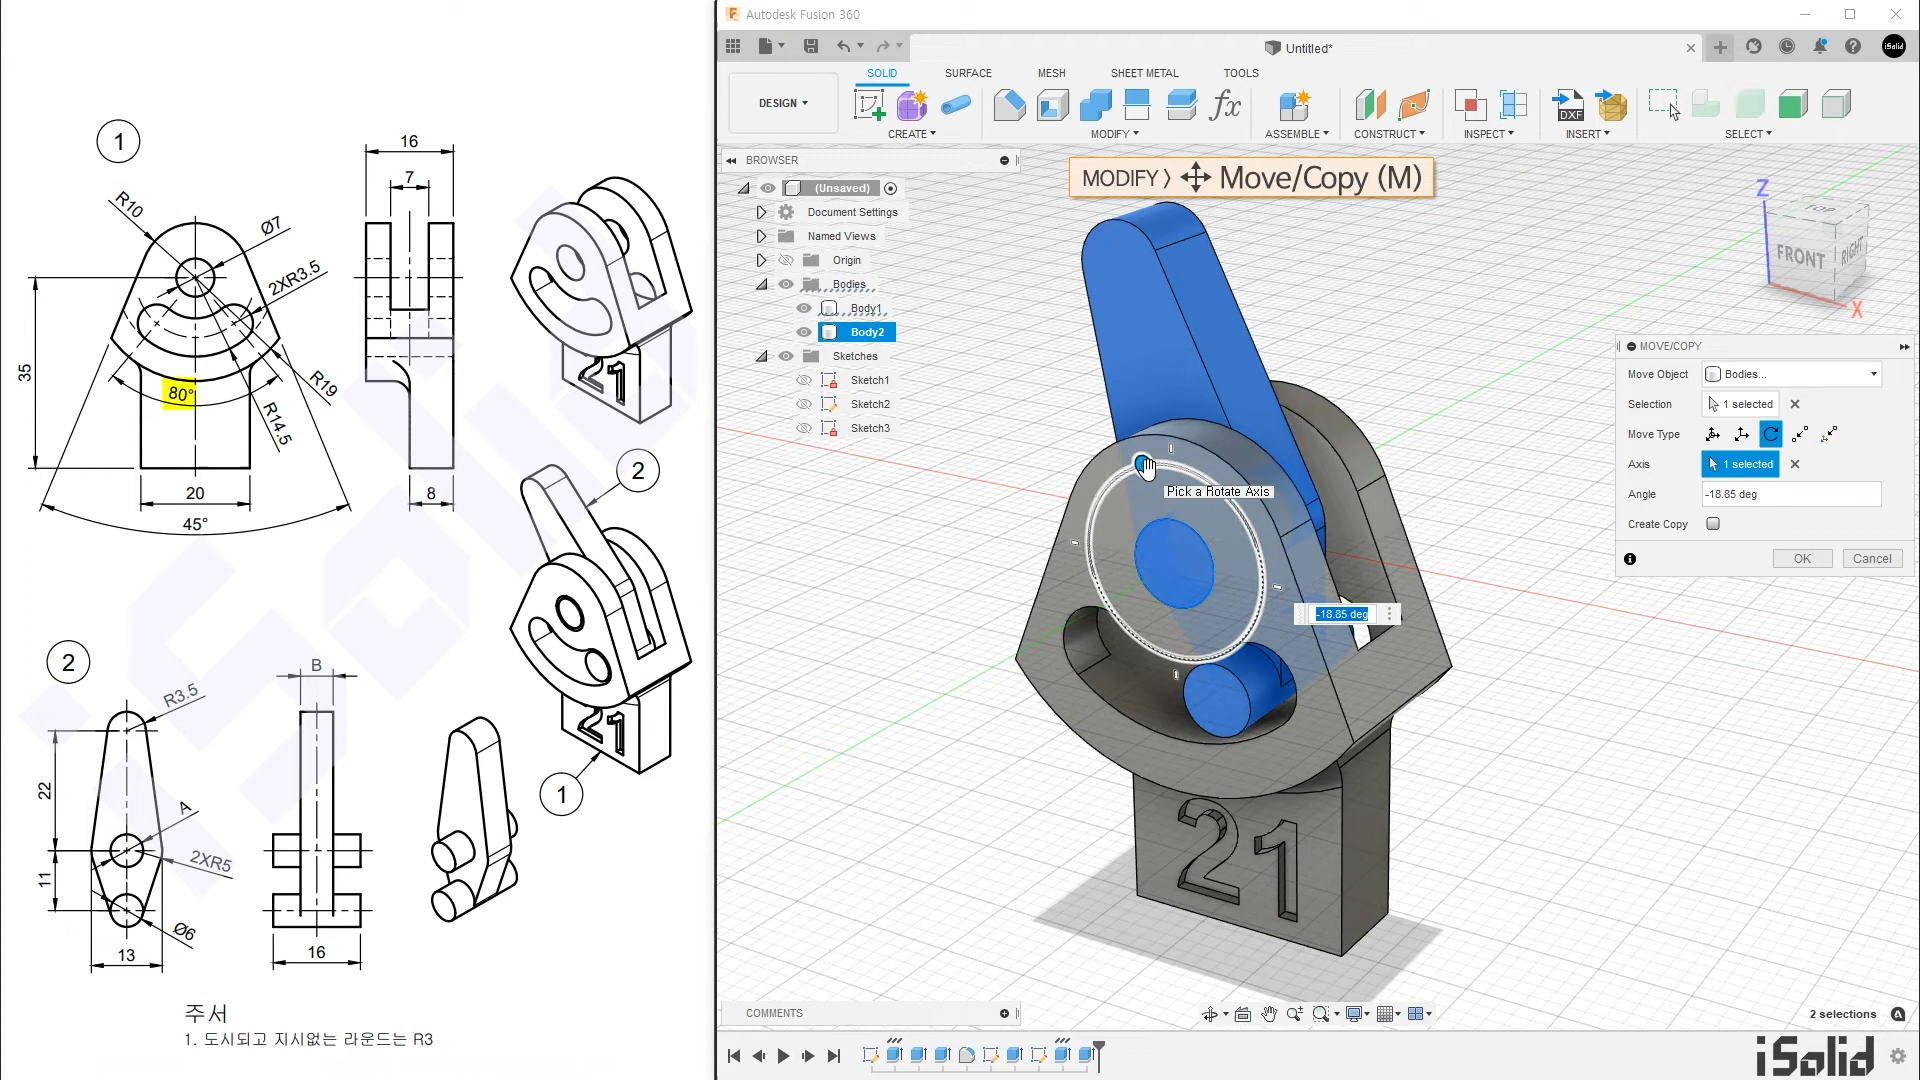 1
R10
Ø7
2XR3.5
35
80°
R19
R14.5
20
45°
16
7
8
21
2
21
1
2
R3.5
22
A
2XR5
11
Ø6
13
B
16
주서
1. 도시되고 지시없는 라운드는 R3
Autodesk Fusion 360
Untitled*
iSolid
DESIGN
SOLID
SURFACE
MESH
SHEET METAL
TOOLS
CREATE
MODIFY
ASSEMBLE
CONSTRUCT
INSPECT
INSERT
SELECT
DXF
BROWSER
(Unsaved)
Document Settings
Named Views
Origin
Bodies
Body1
Body2
Sketches
Sketch1
Sketch2
Sketch3
MODIFY 〉 Move/Copy (M)
Z
TOP
FRONT
RIGHT
X
MOVE/COPY
Move Object
Bodies...
Selection
1 selected
Move Type
Axis
1 selected
Angle
-18.85 deg
Create Copy
OK
Cancel
Pick a Rotate Axis
-18.85 deg
21
COMMENTS
2 selections
iSolid